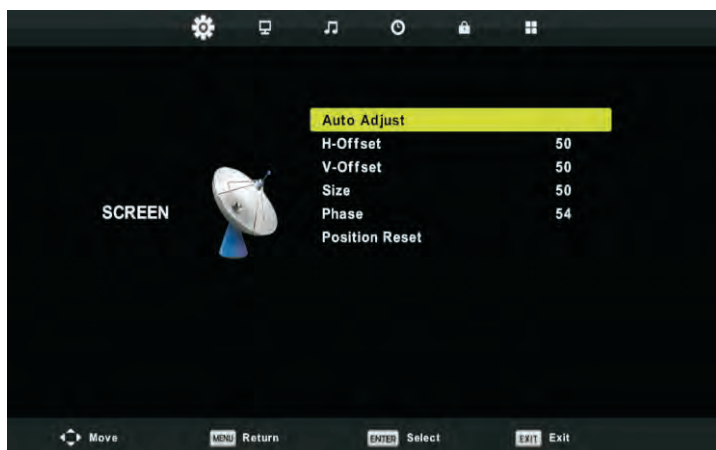 Auto Adjust
H-Offset 50
V-Offset 50
Size 50
SCREEN
Phase 54
Position Reset
Move MENU Return ENTER Select EXIT Exit